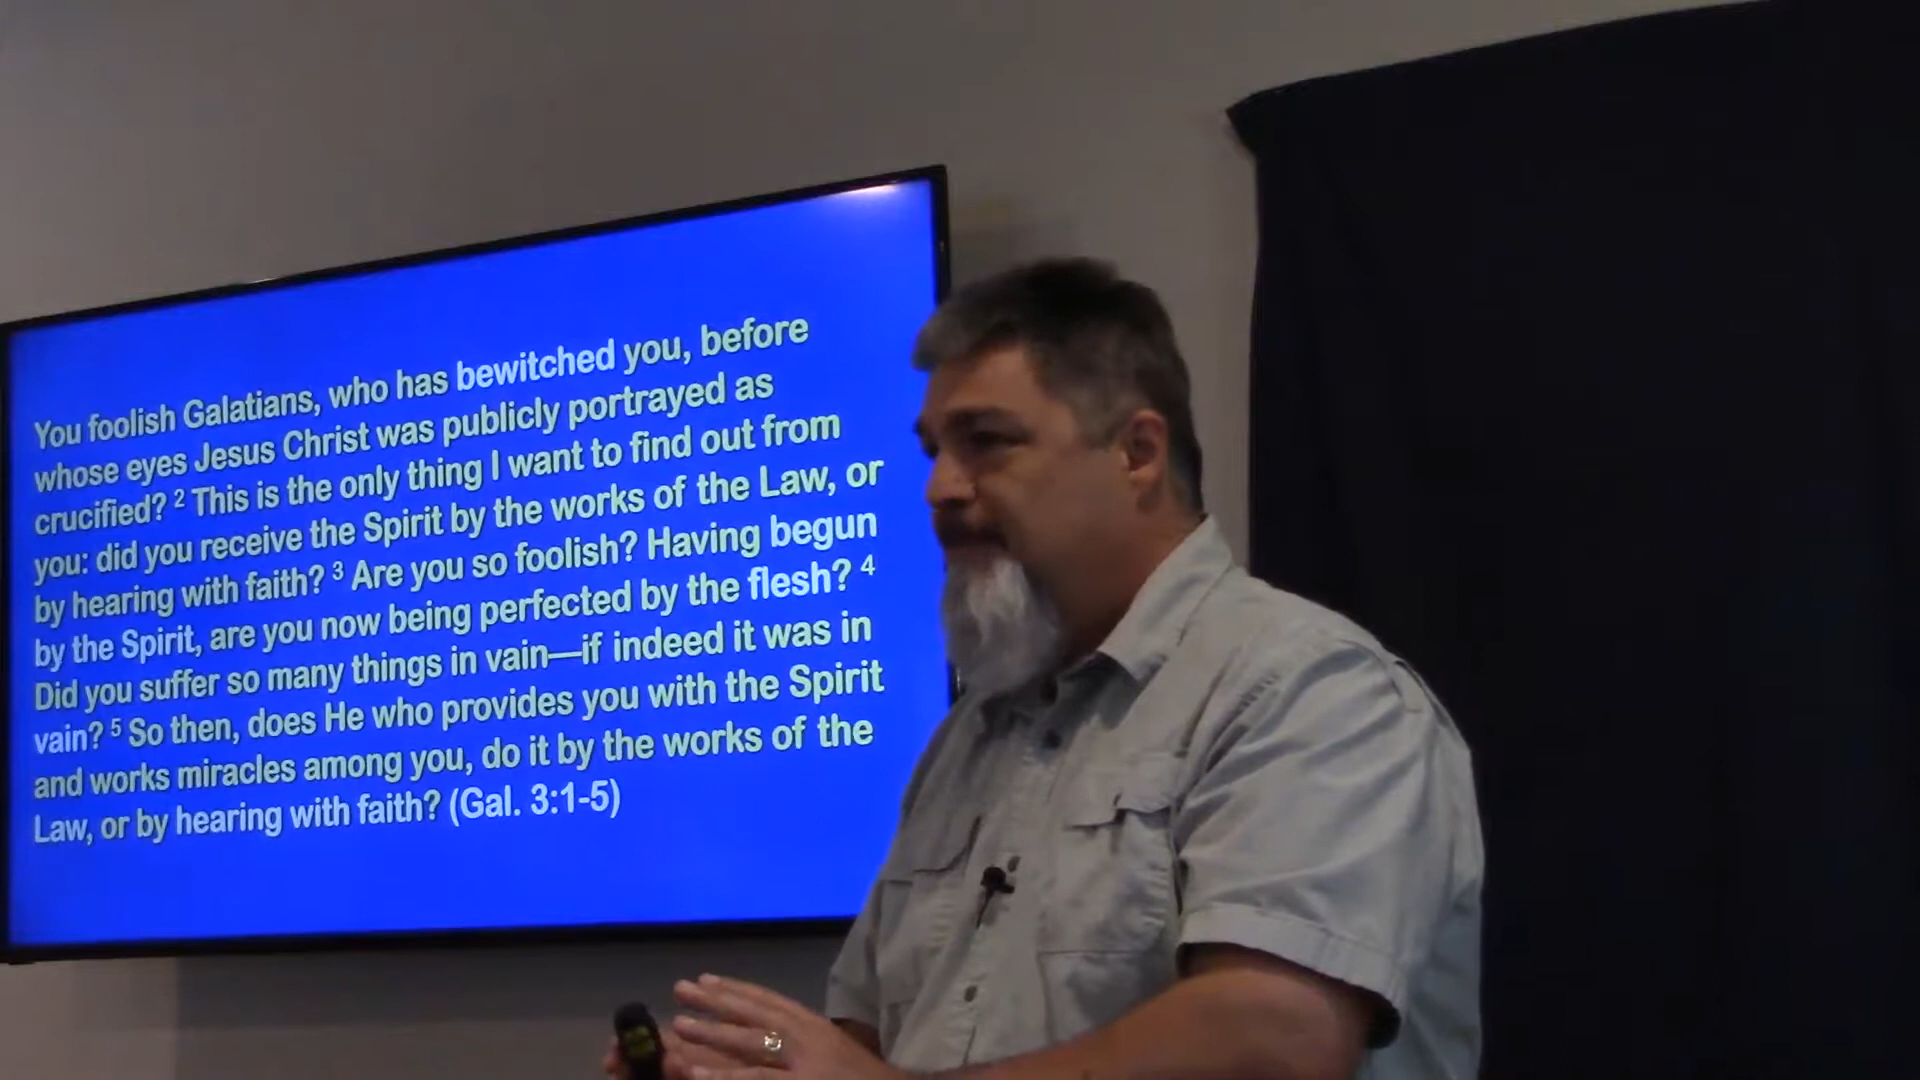 You foolish Galatians, who has bewitched you, before
whose eyes Jesus Christ was publicly portrayed as
crucified? ² This is the only thing I want to find out from
you: did you receive the Spirit by the works of the Law, or
by hearing with faith? ³ Are you so foolish? Having begun
by the Spirit, are you now being perfected by the flesh? ⁴
Did you suffer so many things in vain—if indeed it was in
vain? ⁵ So then, does He who provides you with the Spirit
and works miracles among you, do it by the works of the
Law, or by hearing with faith? (Gal. 3:1-5)